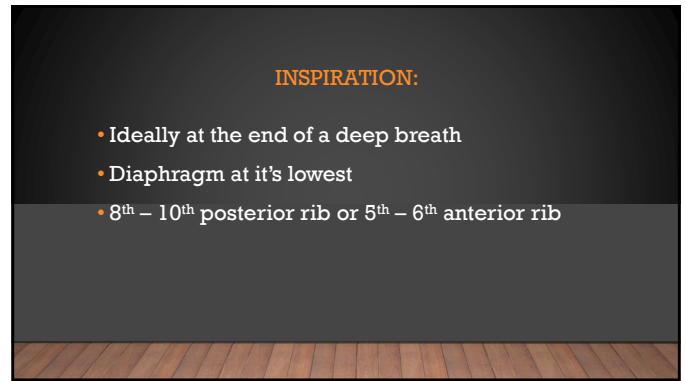 INSPIRATION:
• Ideally at the end of a deep breath
• Diaphragm at it's lowest
• 8th – 10th posterior rib or 5th – 6th anterior rib